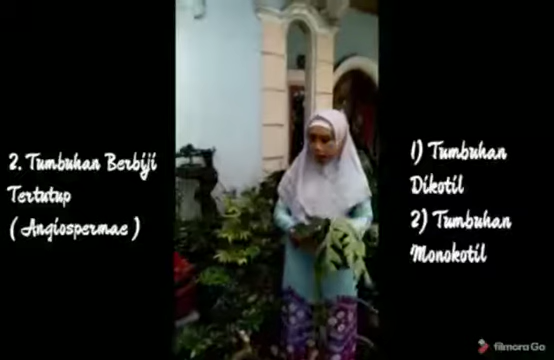 2. Tumbuhan Berbiji
Tertutup
( Angiospermae )
1) Tumbuhan
Dikotil
2) Tumbuhan
Monokotil
filmora Go